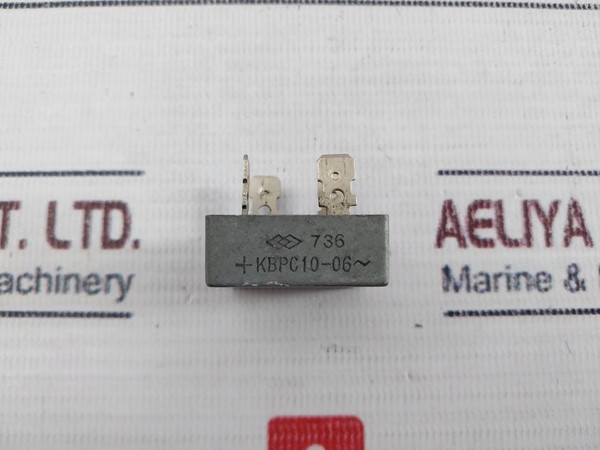 T. LTD.
achinery
AELIYA
Marine &
736
+KBPC10-06~